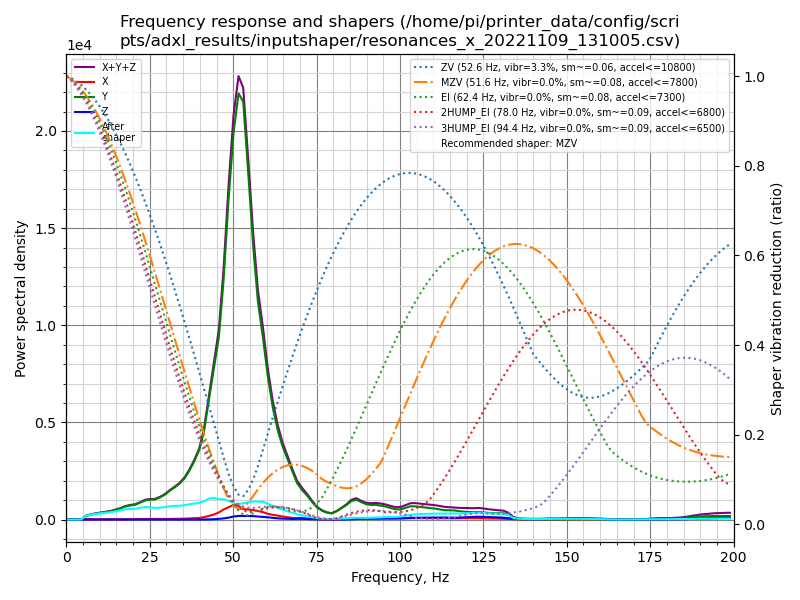 Frequency response and shapers (/home/pi/printer_data/config/scri
pts/adxl_results/inputshaper/resonances_x_20221109_131005.csv)
1e4
X+Y+Z
X
Y
Z
After
shaper
ZV (52.6 Hz, vibr=3.3%, sm~=0.06, accel<=10800)
MZV (51.6 Hz, vibr=0.0%, sm~=0.08, accel<=7800)
EI (62.4 Hz, vibr=0.0%, sm~=0.08, accel<=7300)
2HUMP_EI (78.0 Hz, vibr=0.0%, sm~=0.09, accel<=6800)
3HUMP_EI (94.4 Hz, vibr=0.0%, sm~=0.09, accel<=6500)
Recommended shaper: MZV
Power spectral density
2.0
1.5
1.0
0.5
0.0
1.0
0.8
0.6
0.4
0.2
0.0
Shaper vibration reduction (ratio)
0 25 50 75 100 125 150 175 200
Frequency, Hz